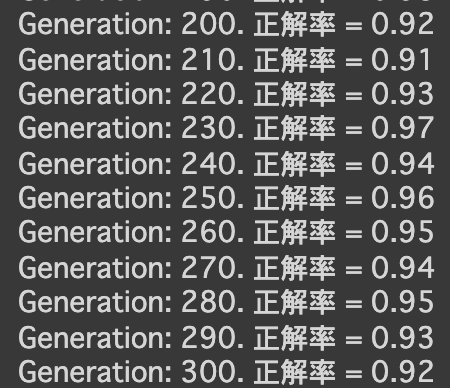 Generation: 200. 正解率 = 0.92
Generation: 210. 正解率 = 0.91
Generation: 220. 正解率 = 0.93
Generation: 230. 正解率 = 0.97
Generation: 240. 正解率 = 0.94
Generation: 250. 正解率 = 0.96
Generation: 260. 正解率 = 0.95
Generation: 270. 正解率 = 0.94
Generation: 280. 正解率 = 0.95
Generation: 290. 正解率 = 0.93
Generation: 300. 正解率 = 0.92